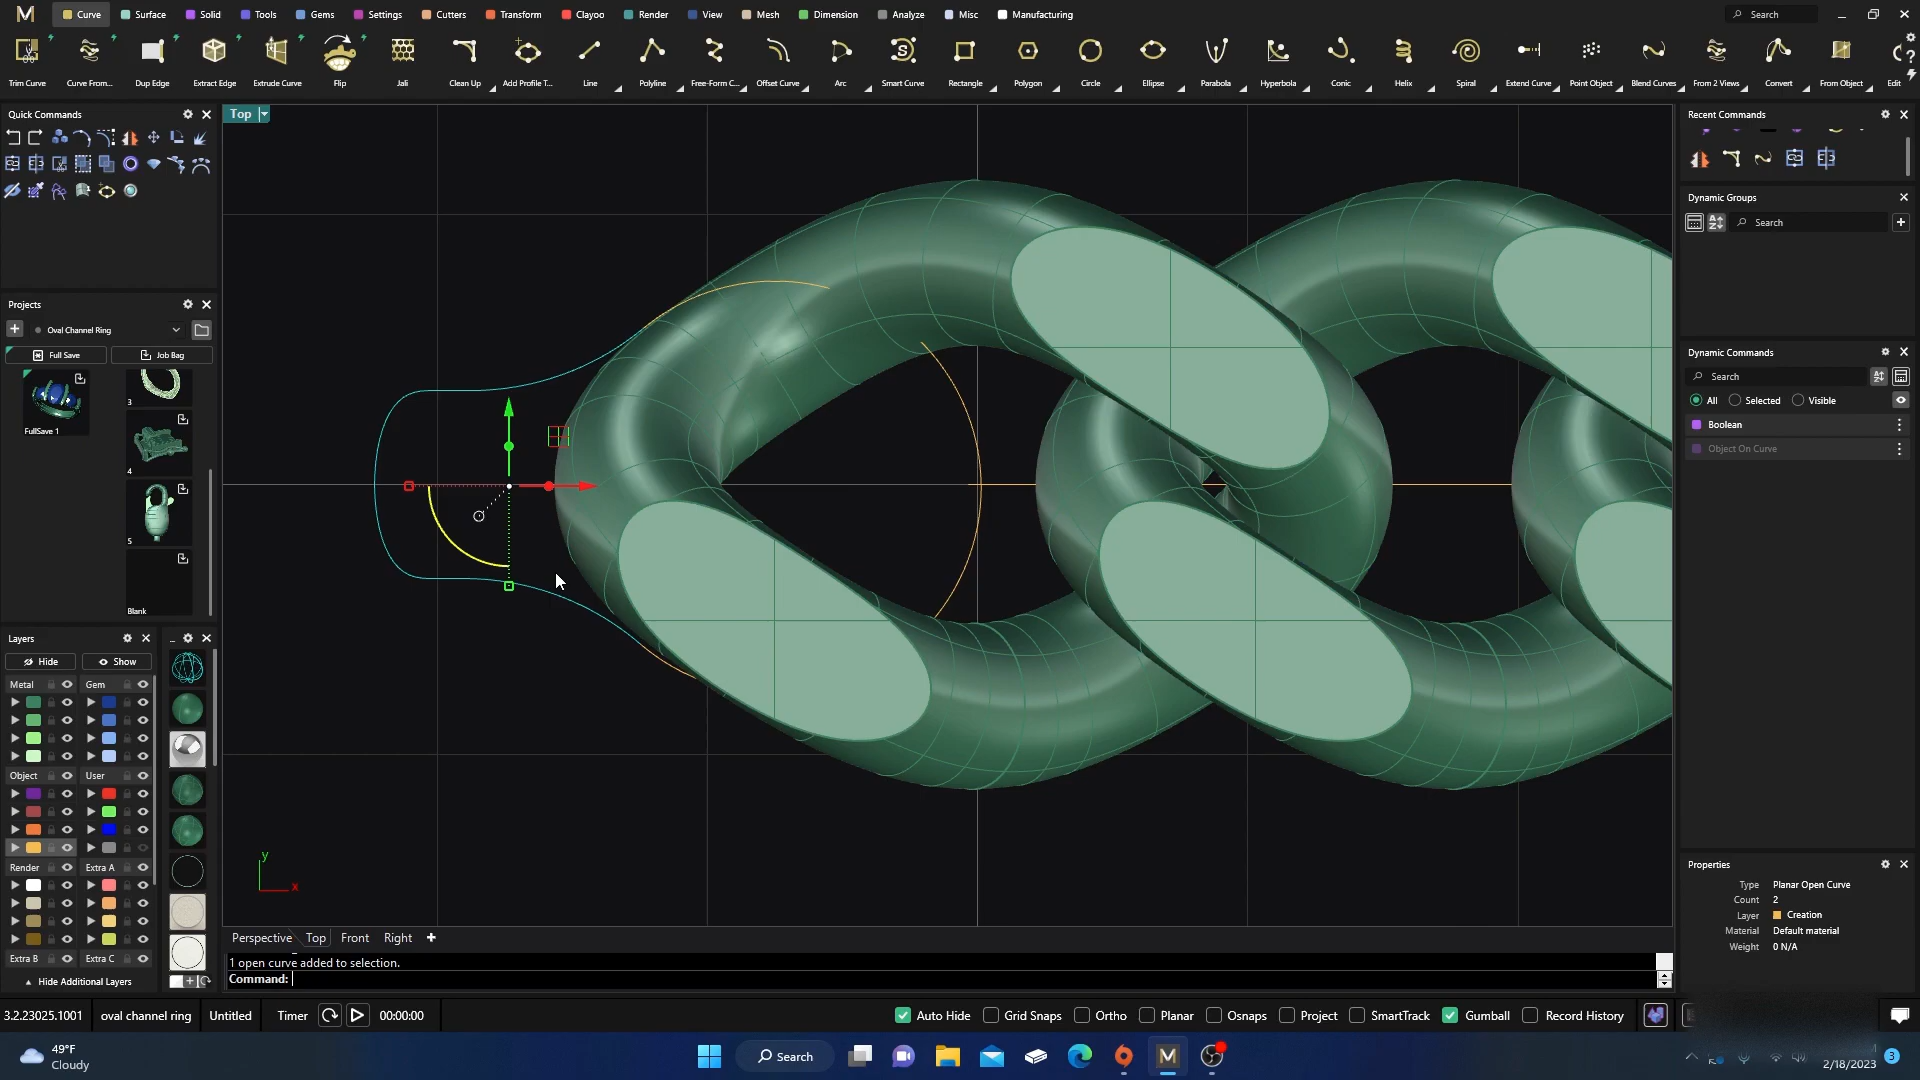 Curve Surface Solid Tools Gems Settings Cutters Transform Clayoo Render View Mesh Dimension Analyze Misc Manufacturing Search
Trim Curve Curve From... Dup Edge Extract Edge Extrude Curve Flip Jali Clean Up Add Profile T... Line Polyline Free-Form C... Offset Curve Arc Smart Curve Rectangle Polygon Circle Ellipse Parabola Hyperbola Conic Helix Spiral Extend Curve Point Object Blend Curves From 2 Views Convert From Object Edit
Quick Commands
Top
Recent Commands
Dynamic Groups
Search
Projects
Oval Channel Ring
Full Save Job Bag
FullSave 1
3
4
5
Blank
Dynamic Commands
Search
All Selected Visible
Boolean
Object On Curve
Layers
Hide Show
Metal Gem
Object User
Render Extra A
Extra B Extra C
Hide Additional Layers
y
x
Properties
Type Planar Open Curve
Count 2
Layer Creation
Material Default material
Weight 0 N/A
Perspective Top Front Right
1 open curve added to selection.
Command:
3.2.23025.1001 oval channel ring Untitled Timer 00:00:00 Auto Hide Grid Snaps Ortho Planar Osnaps Project SmartTrack Gumball Record History
49°F
Cloudy
Search
2/18/2023
3